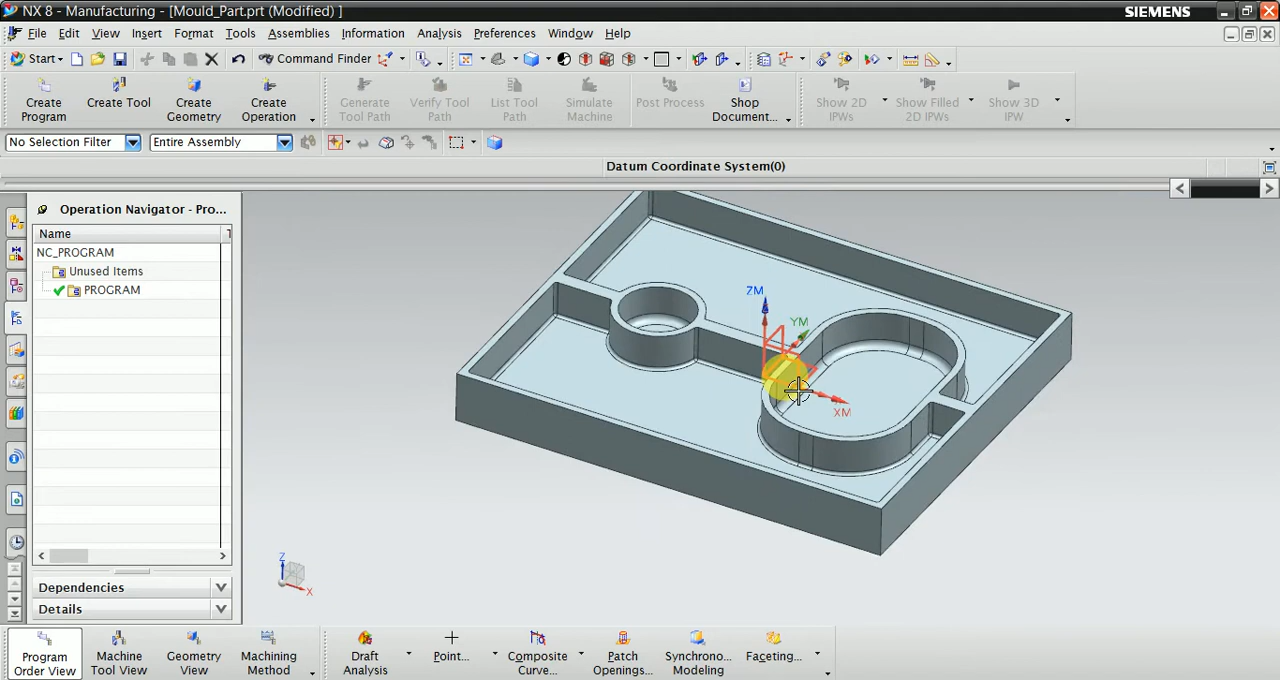 NX 8 - Manufacturing - [Mould_Part.prt (Modified) ]
SIEMENS
File Edit View Insert Format Tools Assemblies Information Analysis Preferences Window Help
Start Command Finder
Create Program
Create Tool
Create Geometry
Create Operation
Generate Tool Path
Verify Tool Path
List Tool Path
Simulate Machine
Post Process
Shop Document...
Show 2D IPWs
Show Filled 2D IPWs
Show 3D IPW
No Selection Filter Entire Assembly
Datum Coordinate System(0)
Operation Navigator - Pro...
Name T
NC_PROGRAM
Unused Items
PROGRAM
ZM
YM
XM
Z
X
Dependencies
Details
Program Order View
Machine Tool View
Geometry View
Machining Method
Draft Analysis
Point...
Composite Curve...
Patch Openings...
Synchrono... Modeling
Faceting...